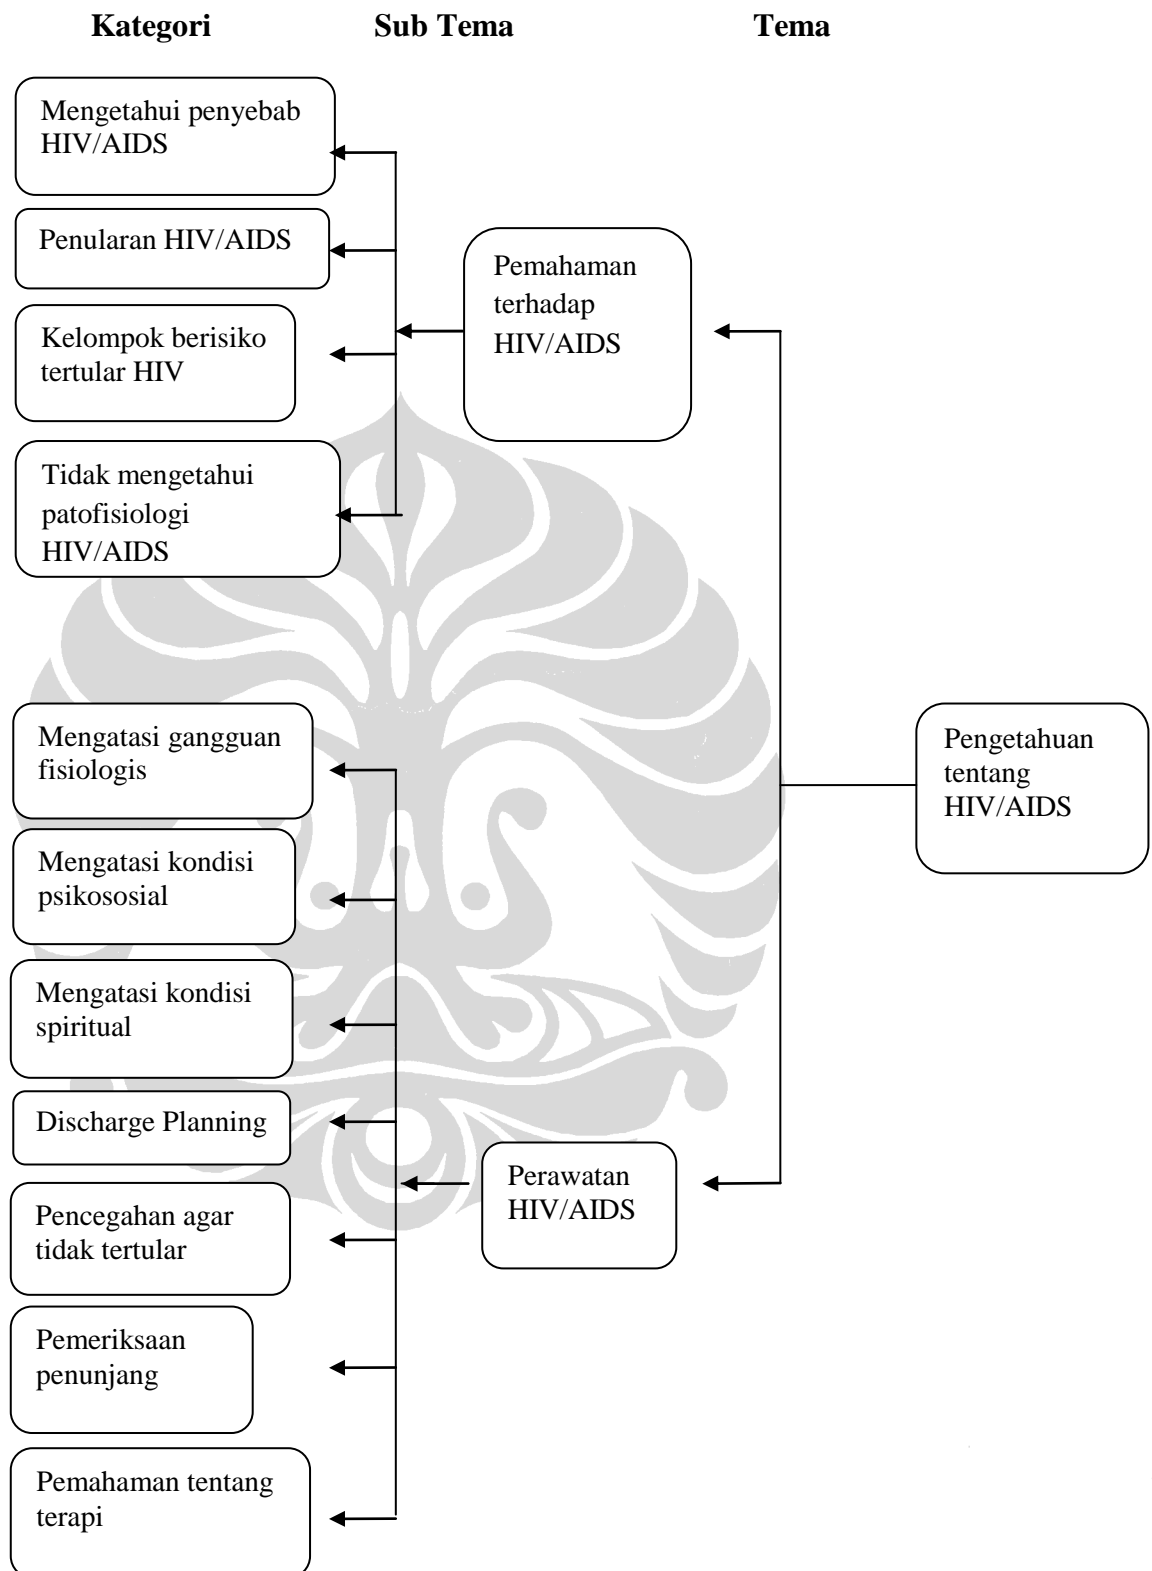 Kategori Sub Tema Tema
Mengetahui penyebab
HIV/AIDS
Penularan HIV/AIDS
Kelompok berisiko
tertular HIV
Tidak mengetahui
patofisiologi
HIV/AIDS
Pemahaman
terhadap
HIV/AIDS
Mengatasi gangguan
fisiologis
Mengatasi kondisi
psikososial
Mengatasi kondisi
spiritual
Discharge Planning
Pencegahan agar
tidak tertular
Pemeriksaan
penunjang
Pemahaman tentang
terapi
Perawatan
HIV/AIDS
Pengetahuan
tentang
HIV/AIDS